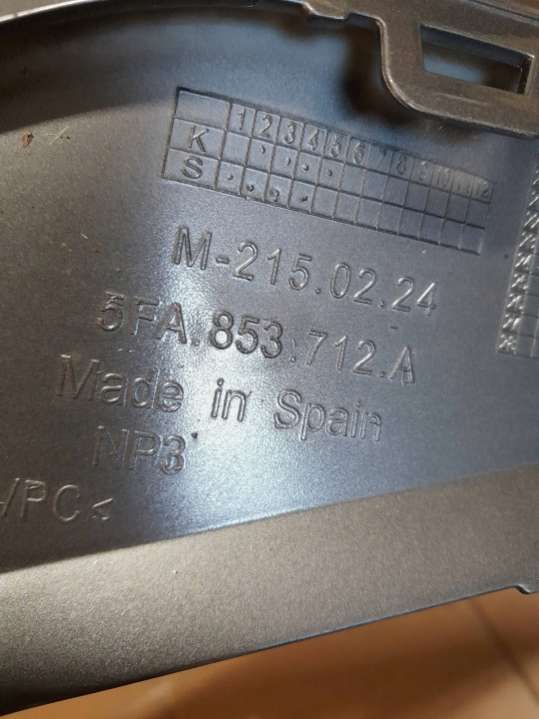 1 2 3 4 5 6 7 8 9 10 11 12
K
S
M-215.02.24
5FA.853.712.A
Made in Spain
NP3
/PC<